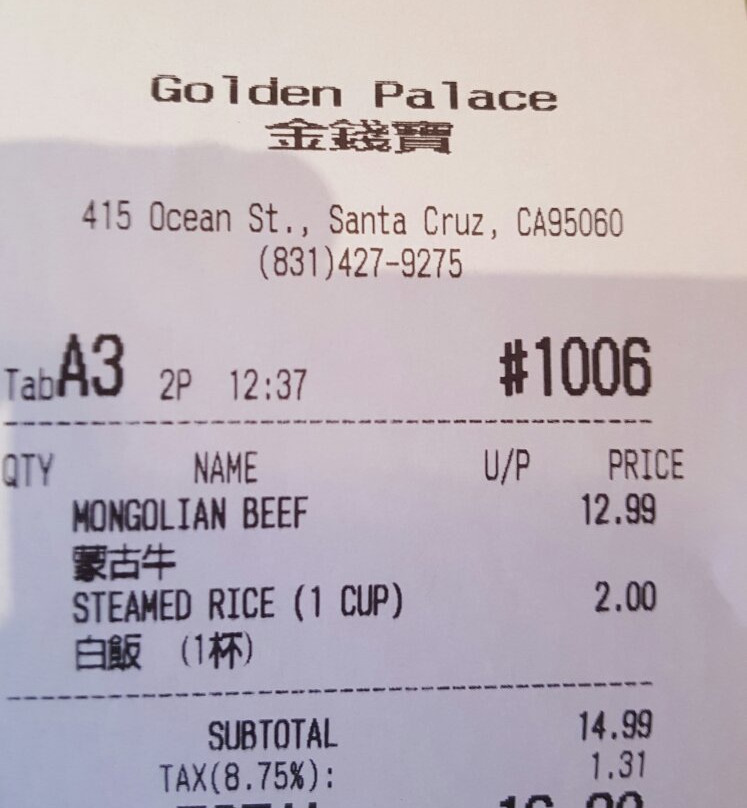 Golden Palace
金錢寶
415 Ocean St., Santa Cruz, CA95060
(831)427-9275
TabA3 2P 12:37 #1006
QTY NAME U/P PRICE
MONGOLIAN BEEF 12.99
蒙古牛
STEAMED RICE (1 CUP) 2.00
白飯 (1杯)
SUBTOTAL 14.99
TAX(8.75%): 1.31